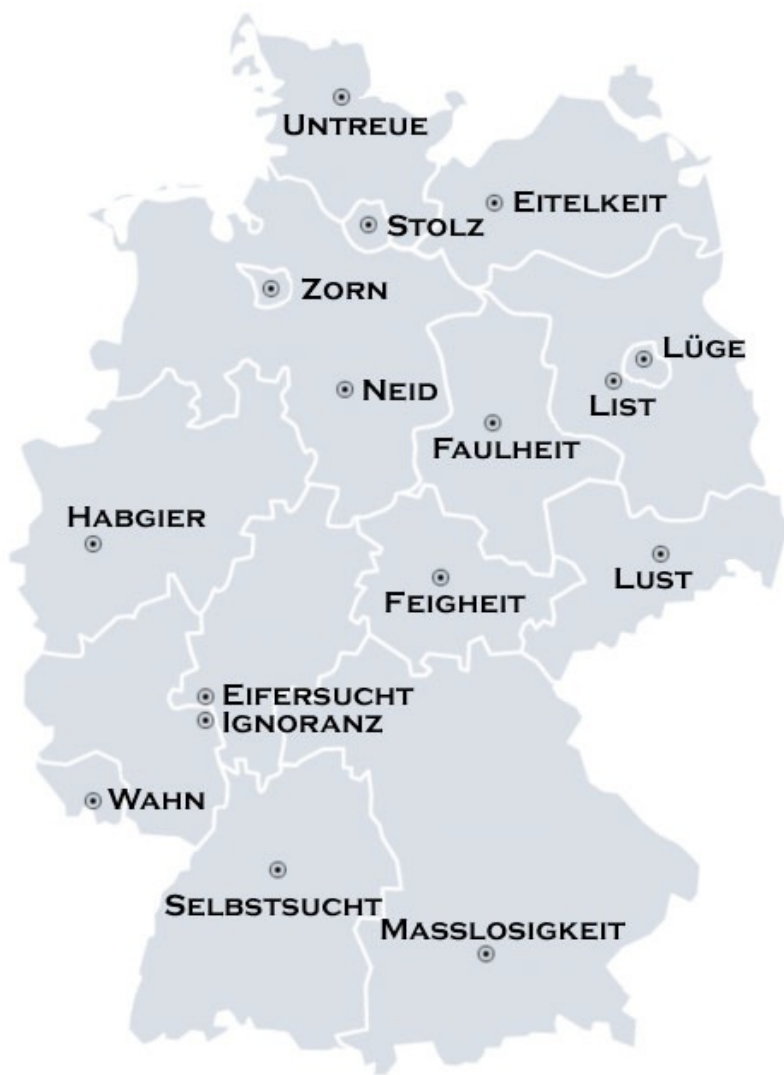 UNTREUE
EITELKEIT
STOLZ
ZORN
LÜGE
NEID
LIST
FAULHEIT
HABGIER
LUST
FEIGHEIT
EIFERSUCHT
IGNORANZ
WAHN
SELBSTSUCHT
MASSLOSIGKEIT